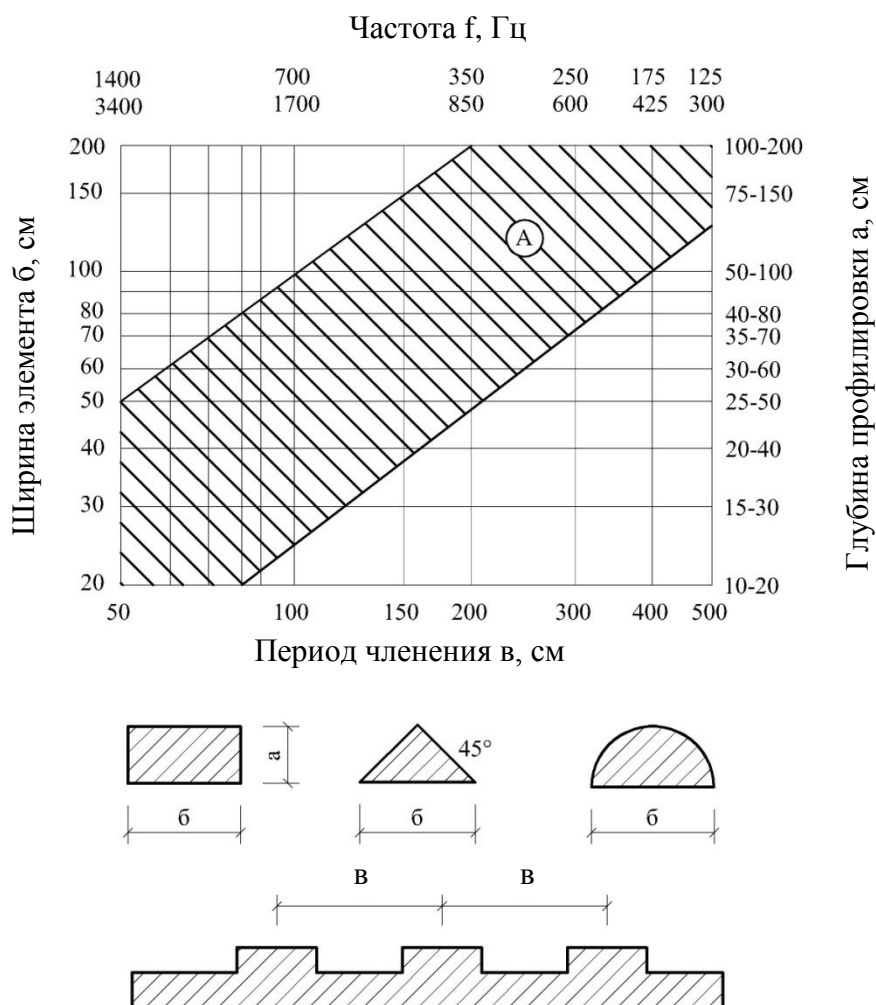 Частота f, Гц
1400 700 350 250 175 125
3400 1700 850 600 425 300
Ширина элемента б, см
200
150
100
80
70
60
50
40
30
20
А
100-200
75-150
50-100
40-80
35-70
30-60
25-50
20-40
15-30
10-20
Глубина профилировки а, см
50 100 150 200 300 400 500
Период членения в, см
а
45°
б б б
в в